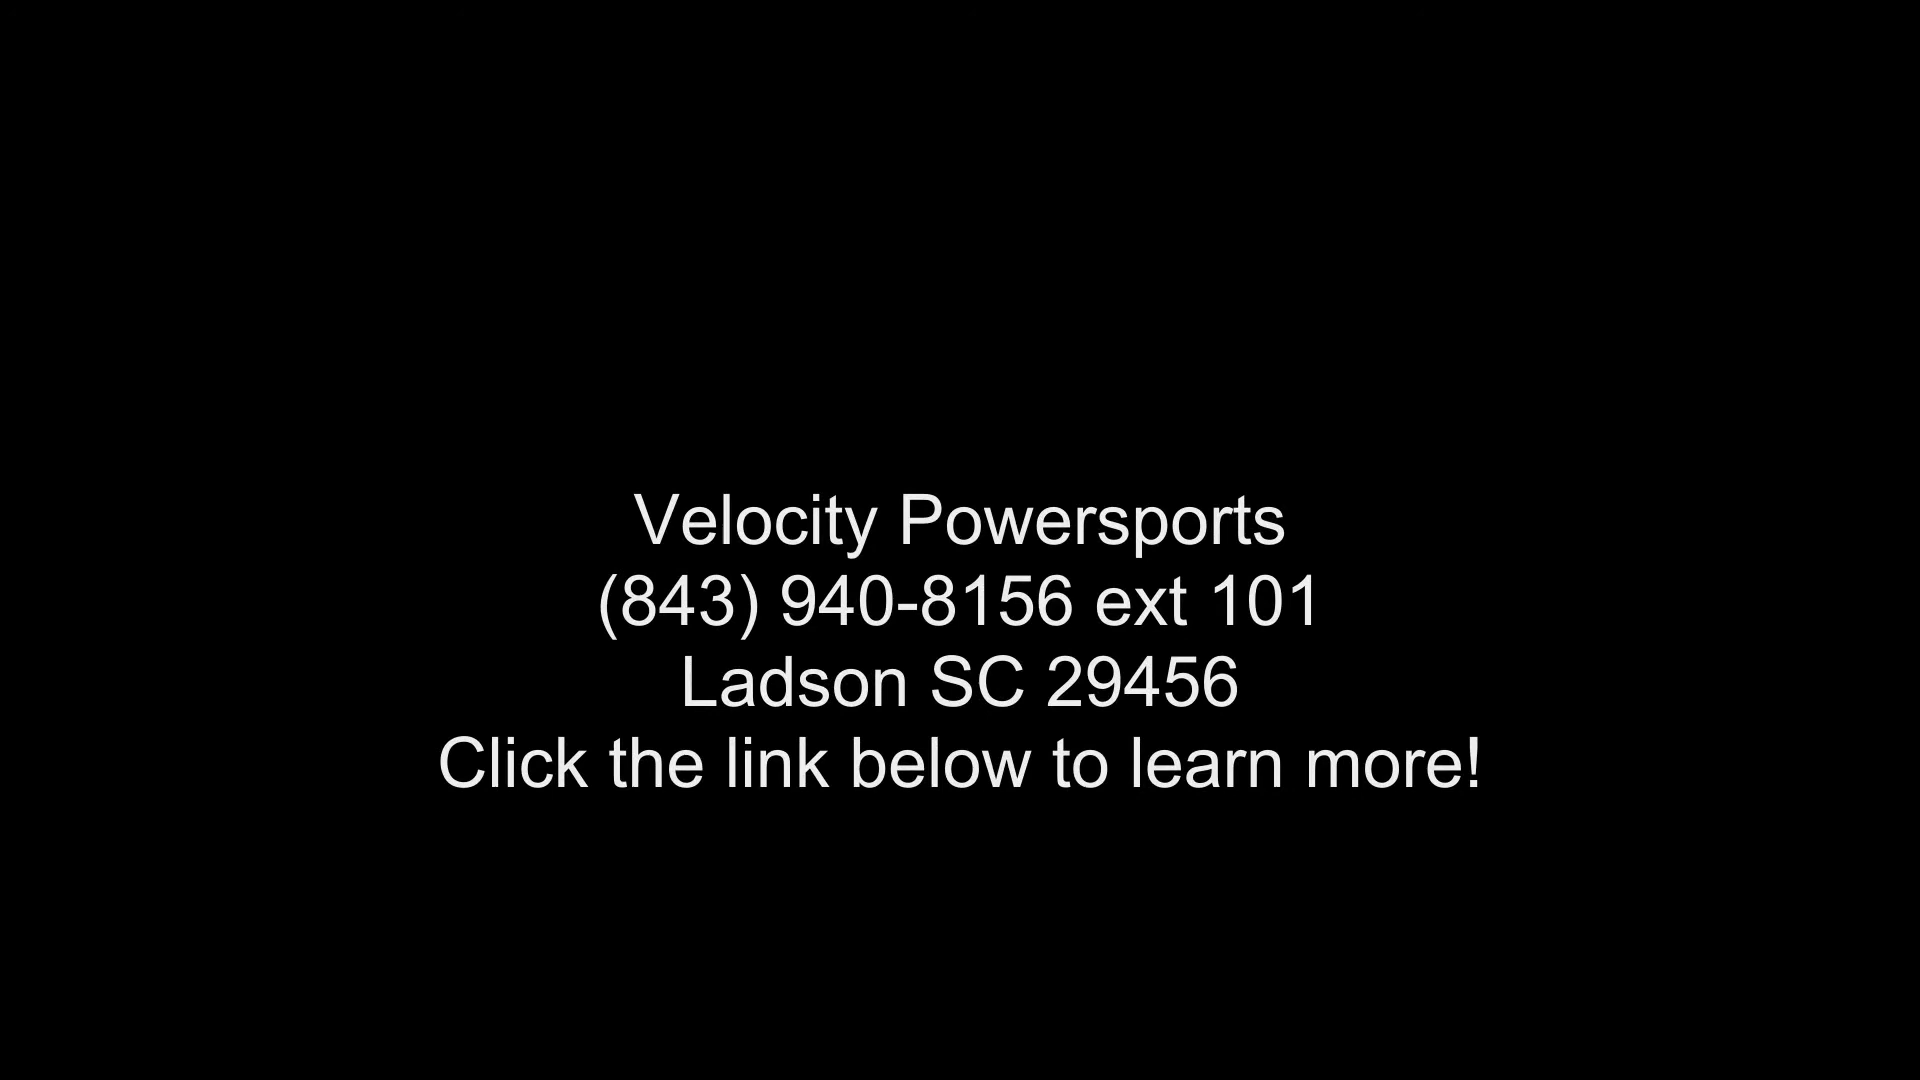 Velocity Powersports
(843) 940-8156 ext 101
Ladson SC 29456
Click the link below to learn more!